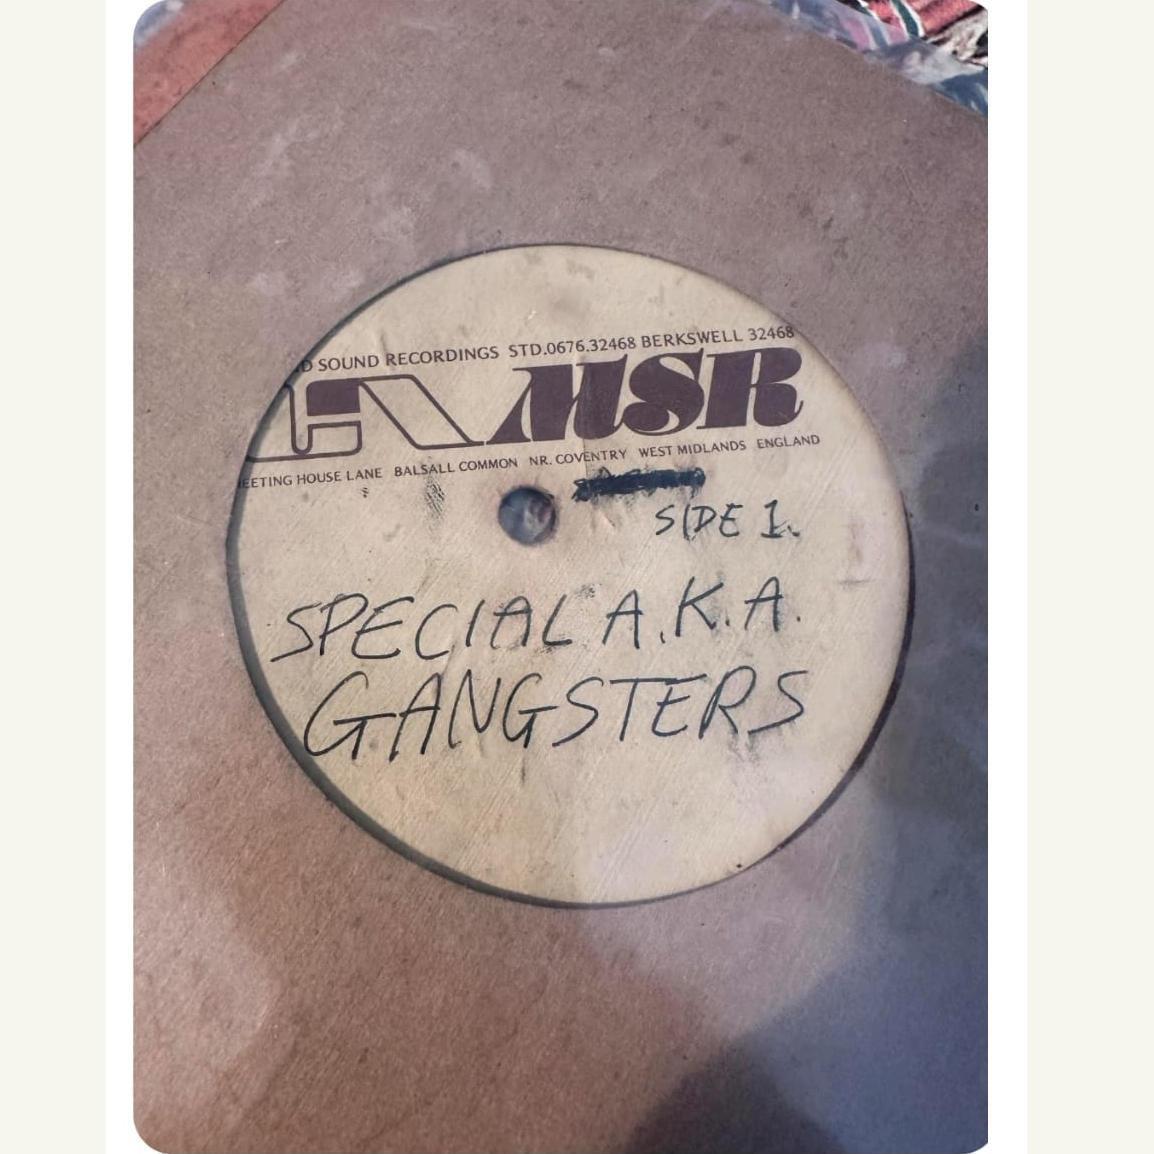 SOUND RECORDINGS STD.0676.32468 BERKSWELL 32468
MSR
MEETING HOUSE LANE BALSALL COMMON NR. COVENTRY WEST MIDLANDS ENGLAND
SIDE 1.
SPECIAL A.K.A.
GANGSTERS